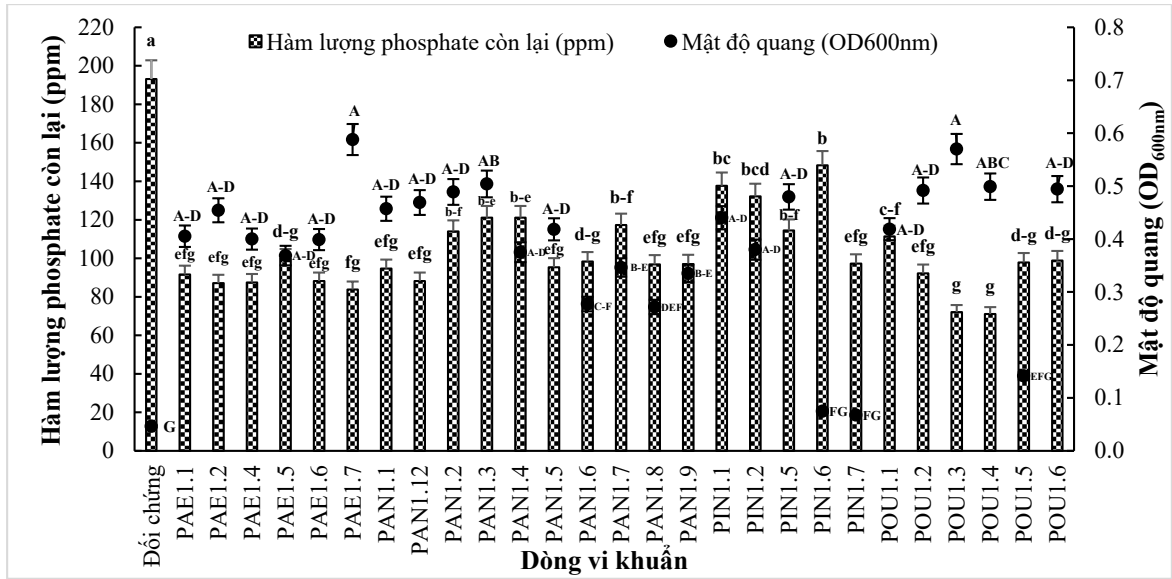 Hàm lượng phosphate còn lại (ppm)
Mật độ quang (OD600nm)
Hàm lượng phosphate còn lại (ppm)
220
200
180
160
140
120
100
80
60
40
20
0
a
G
A-D
efg
A-D
efg
A-D
efg
d-g
A-D
A-D
efg
A
fg
A-D
efg
A-D
efg
A-D
b-f
AB
b-e
b-e
A-D
A-D
efg
d-g
C-F
b-f
B-E
efg
DEF
efg
B-E
bc
A-D
bcd
A-D
A-D
b-f
b
FG
efg
FG
c-f
A-D
A-D
efg
A
g
ABC
g
d-g
EFG
A-D
d-g
0.8
0.7
0.6
0.5
0.4
0.3
0.2
0.1
0.0
Mật độ quang (OD600nm)
Đối chứng
PAE1.1
PAE1.2
PAE1.4
PAE1.5
PAE1.6
PAE1.7
PAN1.1
PAN1.12
PAN1.2
PAN1.3
PAN1.4
PAN1.5
PAN1.6
PAN1.7
PAN1.8
PAN1.9
PIN1.1
PIN1.2
PIN1.5
PIN1.6
PIN1.7
POU1.1
POU1.2
POU1.3
POU1.4
POU1.5
POU1.6
Dòng vi khuẩn